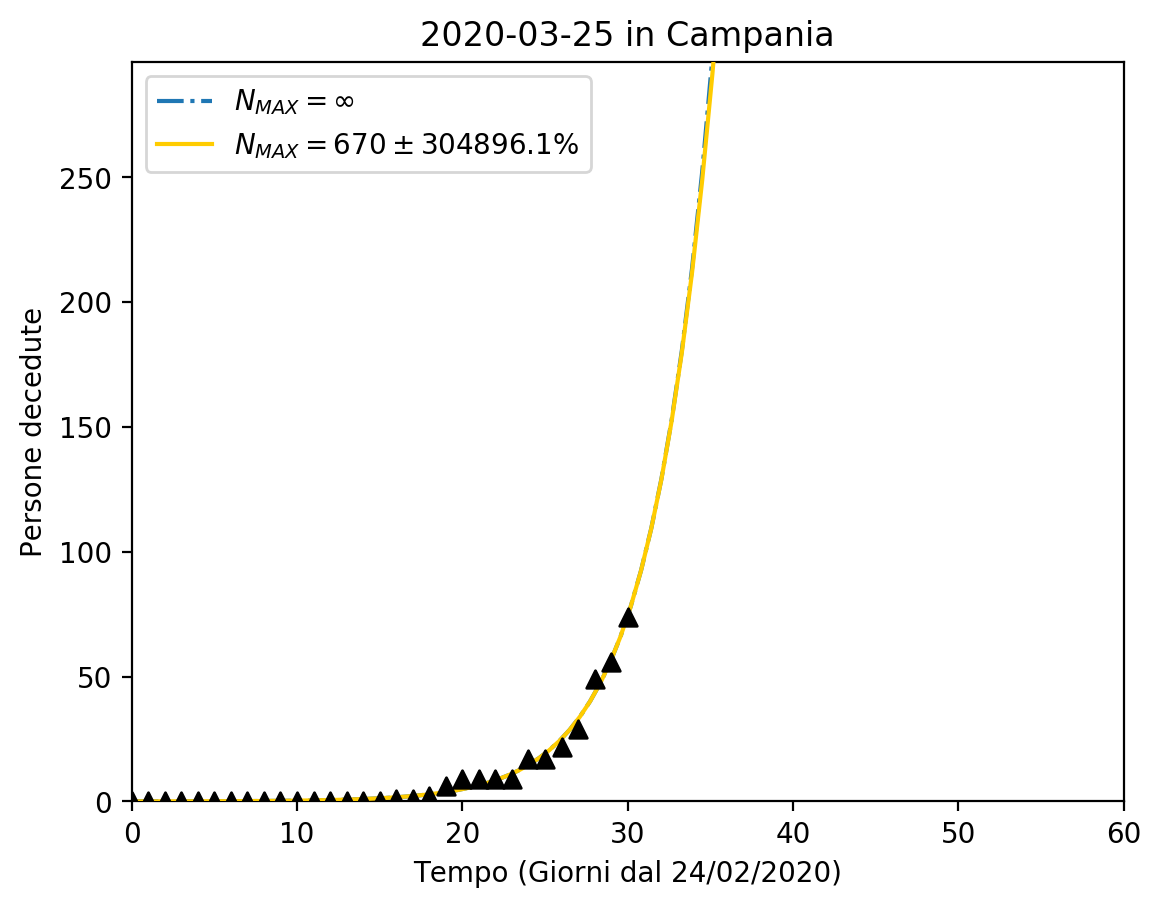 2020-03-25 in Campania
N_MAX = ∞
N_MAX = 670 ± 304896.1%
250
200
150
100
50
0
Persone decedute
0 10 20 30 40 50 60
Tempo (Giorni dal 24/02/2020)